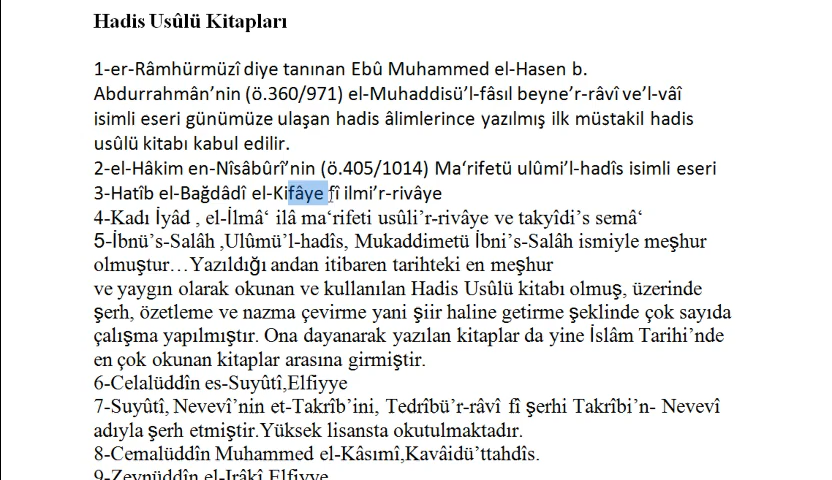 Hadis Usûlü Kitapları
1-er-Râmhürmüzî diye tanınan Ebû Muhammed el-Hasen b.
Abdurrahmân’nin (ö.360/971) el-Muhaddisü’l-fâsıl beyne’r-râvî ve’l-vâî
isimli eseri günümüze ulaşan hadis âlimlerince yazılmış ilk müstakil hadis
usûlü kitabı kabul edilir.
2-el-Hâkim en-Nîsâbûrî’nin (ö.405/1014) Ma‘rifetü ulûmi’l-hadîs isimli eseri
3-Hatîb el-Bağdâdî el-Kifâye fî ilmi’r-rivâye
4-Kadı İyâd , el-İlmâ‘ ilâ ma‘rifeti usûli’r-rivâye ve takyîdi’s semâ‘
5-İbnü’s-Salâh ,Ulûmü’l-hadîs, Mukaddimetü İbni’s-Salâh ismiyle meşhur
olmuştur…Yazıldığı andan itibaren tarihteki en meşhur
ve yaygın olarak okunan ve kullanılan Hadis Usûlü kitabı olmuş, üzerinde
şerh, özetleme ve nazma çevirme yani şiir haline getirme şeklinde çok sayıda
çalışma yapılmıştır. Ona dayanarak yazılan kitaplar da yine İslâm Tarihi’nde
en çok okunan kitaplar arasına girmiştir.
6-Celalüddîn es-Suyûtî,Elfiyye
7-Suyûtî, Nevevî’nin et-Takrîb’ini, Tedrîbü’r-râvî fî şerhi Takrîbi’n- Nevevî
adıyla şerh etmiştir.Yüksek lisansta okutulmaktadır.
8-Cemalüddîn Muhammed el-Kâsımî,Kavâidü’ttahdîs.
9-Zeynüddîn el-Irâkî,Elfiyye